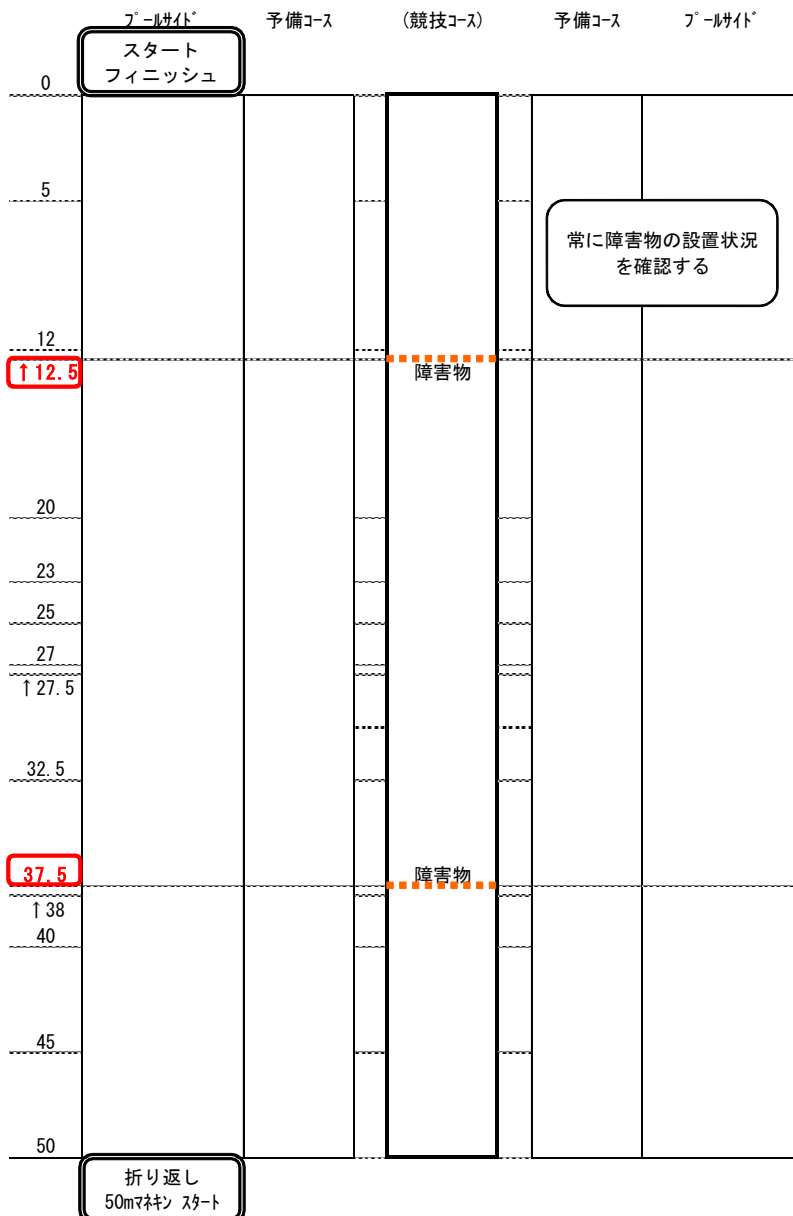 ﾌﾟｰﾙｻｲﾄﾞ 予備ｺｰｽ (競技ｺｰｽ) 予備ｺｰｽ ﾌﾟｰﾙｻｲﾄﾞ
スタート
フィニッシュ
0
5
常に障害物の設置状況
を確認する
12
↑12.5
障害物
20
23
25
27
↑27.5
32.5
37.5
障害物
↑38
40
45
50
折り返し
50mﾏﾈｷﾝ ｽﾀｰﾄ